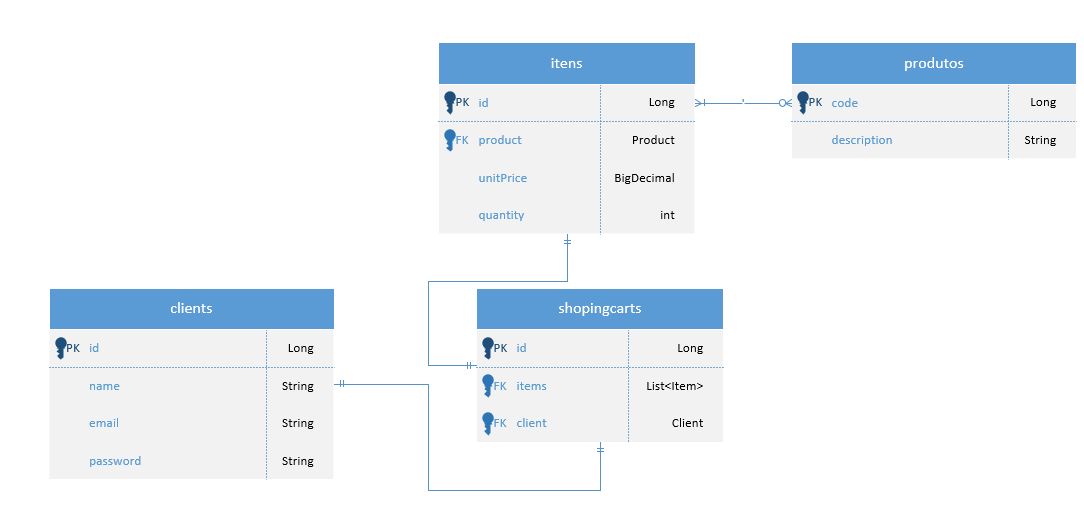 itens
PK id Long
FK product Product
unitPrice BigDecimal
quantity int
produtos
PK code Long
description String
clients
PK id Long
name String
email String
password String
shopingcarts
PK id Long
FK items List<Item>
FK client Client